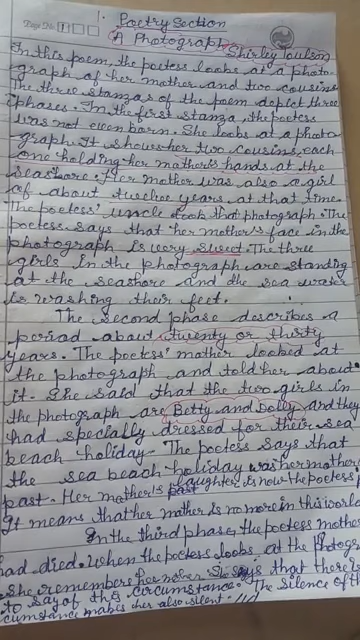 Poetry Section
Page No. 1
A Photograph Shirley Toulson
In this poem, the poetess looks at a photo-
graph of her mother and two cousins
The three stanzas of the poem depict three
phases. In the first stanza, the poetess
was not even born. She looks at a photo
graph. It shows her two cousins, each
one holding her mother's hands at the
seashore. Her mother was also a girl
of about twelve years, at that time.
The poetess' uncle took that photograph. The
poetess says that her mother's face in the
photograph is very sweet. The three
girls in the photograph are standing
at the seashore and the sea water
is washing their feet.
The second phase describes a
period about twenty or thirty
years. The poetess' mother looked at
the photograph and told her about
it. She said that the two girls in
the photograph are Betty and Dolly and they
had specially dressed for their sea
beach holiday. The poetess says that
the sea beach holiday was her mother
past. Her mother's laughter is now the poetess p
It means that her mother is no more in this world
In the third phase, the poetess mothe
had died. When the poetess looks at the photogr
she remembers her mother. She says that there is
to say of this circumstance. The silence of th
cumstance makes her also silent. !!!